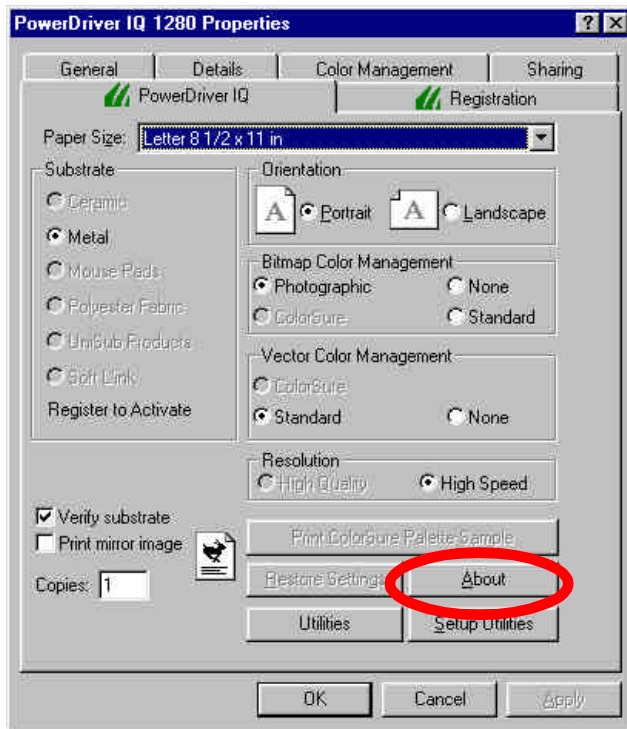 PowerDriver IQ 1280 Properties
General Details Color Management Sharing
PowerDriver IQ Registration
Paper Size: Letter 8 1/2 x 11 in
Substrate
Ceramic
Metal
Mouse Pads
Polyester Fabric
UniSub Products
Soft L'ink
Register to Activate
Orientation
A Portrait A Landscape
Bitmap Color Management
Photographic None
ColorSure Standard
Vector Color Management
ColorSure
Standard None
Resolution
High Quality High Speed
Verify substrate
Print mirror image
Copies: 1
Print ColorSure Palette Sample
Restore Settings About
Utilities Setup Utilities
OK Cancel Apply